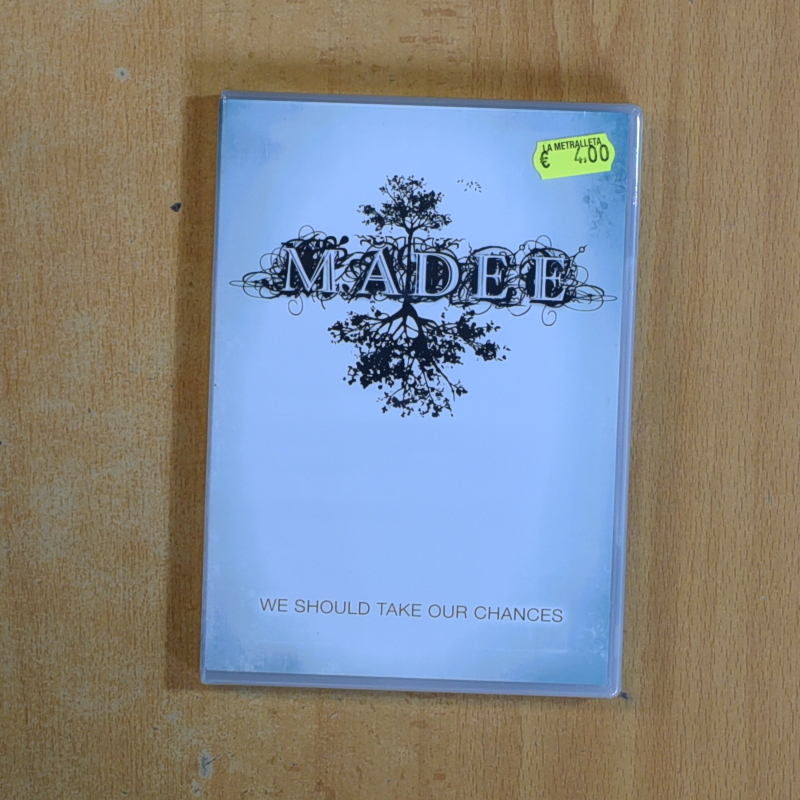 LA METRALLETA
€ 4.00
MADEE
WE SHOULD TAKE OUR CHANCES